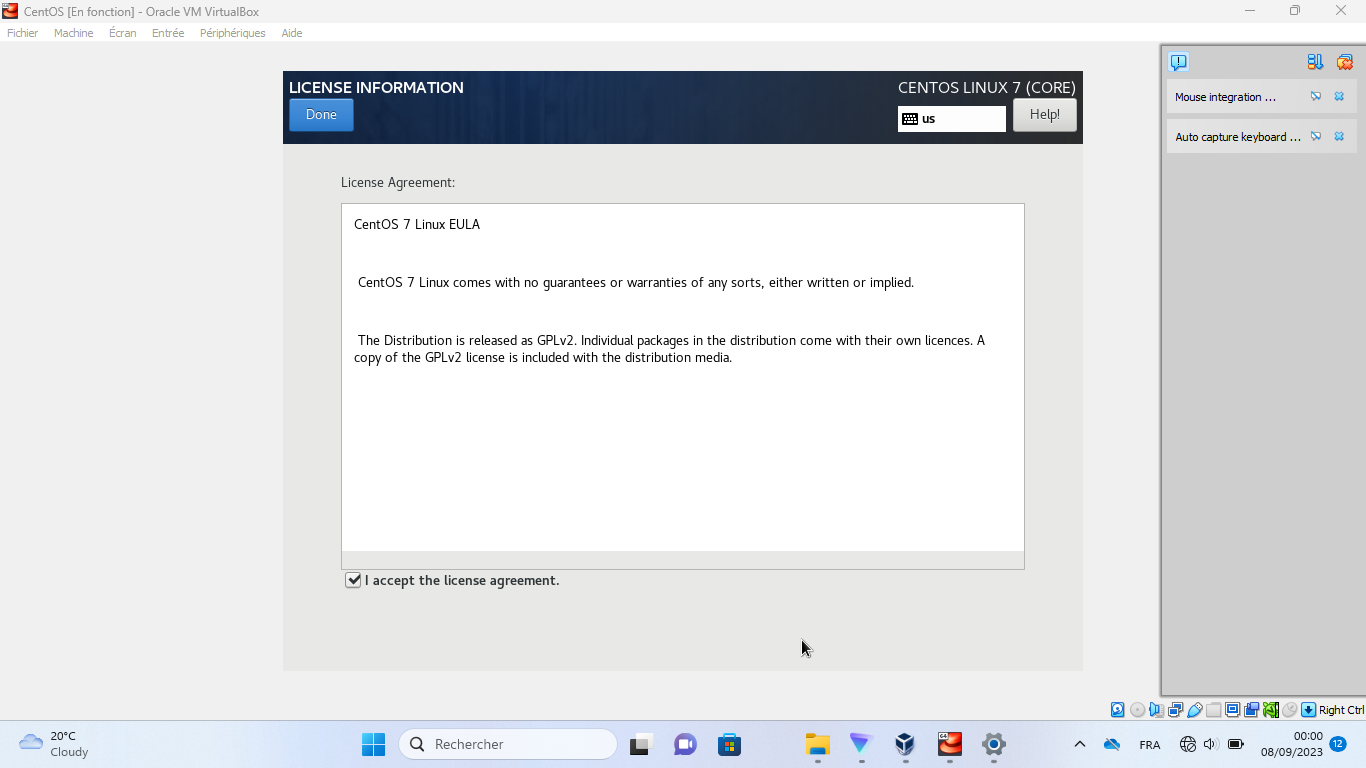 CentOS [En fonction] - Oracle VM VirtualBox
Fichier Machine Écran Entrée Périphériques Aide
LICENSE INFORMATION
CENTOS LINUX 7 (CORE)
Done
us
Help!
Mouse integration ...
Auto capture keyboard ...
License Agreement:
CentOS 7 Linux EULA
CentOS 7 Linux comes with no guarantees or warranties of any sorts, either written or implied.
The Distribution is released as GPLv2. Individual packages in the distribution come with their own licences. A
copy of the GPLv2 license is included with the distribution media.
I accept the license agreement.
Right Ctrl
20°C
Cloudy
Rechercher
64
FRA
00:00
08/09/2023
12